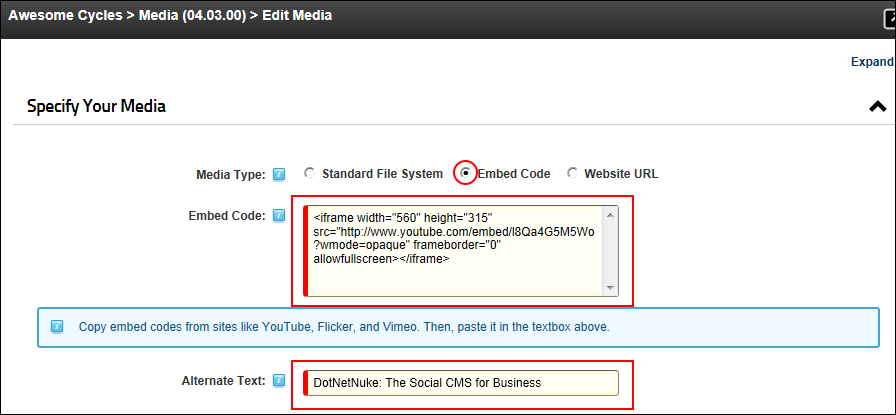 Awesome Cycles > Media (04.03.00) > Edit Media
Expand
Specify Your Media
Media Type: Standard File System Embed Code Website URL
Embed Code: <iframe width="560" height="315"
src="http://www.youtube.com/embed/I8Qa4G5M5Wo
?wmode=opaque" frameborder="0"
allowfullscreen></iframe>
Copy embed codes from sites like YouTube, Flicker, and Vimeo. Then, paste it in the textbox above.
Alternate Text: DotNetNuke: The Social CMS for Business